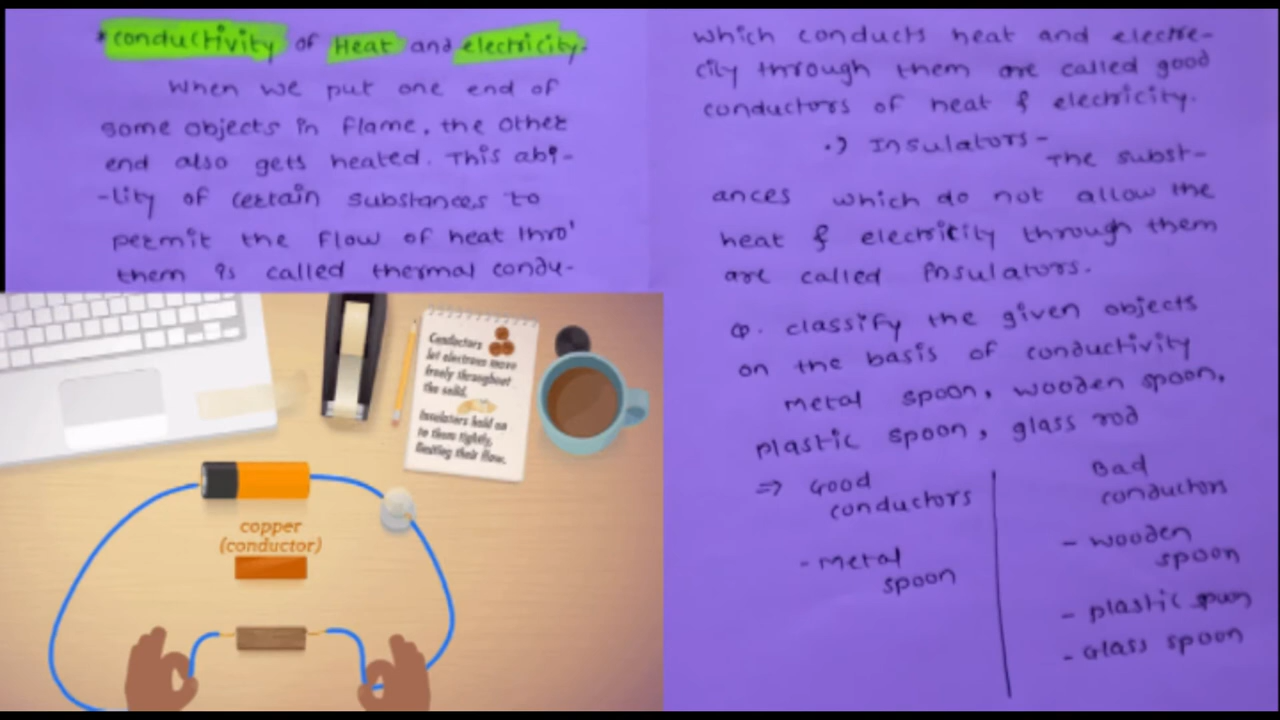 *conductivity of Heat and electricity.
When we put one end of
some objects in flame, the other
end also gets heated. This abi-
-lity of certain substances to
permit the flow of heat thro'
them is called thermal condu-
which conducts heat and electri-
city through them are called good
conductors of heat & electricity.
•) Insulators-
The subst-
ances which do not allow the
heat & electricity through them
are called insulators.
Q. classify the given objects
on the basis of conductivity
metal spoon, wooden spoon,
plastic spoon, glass rod
⇒ Good
conductors
- metal
spoon
Bad
conductors
- wooden
spoon
- plastic spoon
- Glass spoon
Conductors
let electrons move
freely throughout
the solid.
Insulators hold on
to them tightly,
limiting their flow.
copper
(conductor)